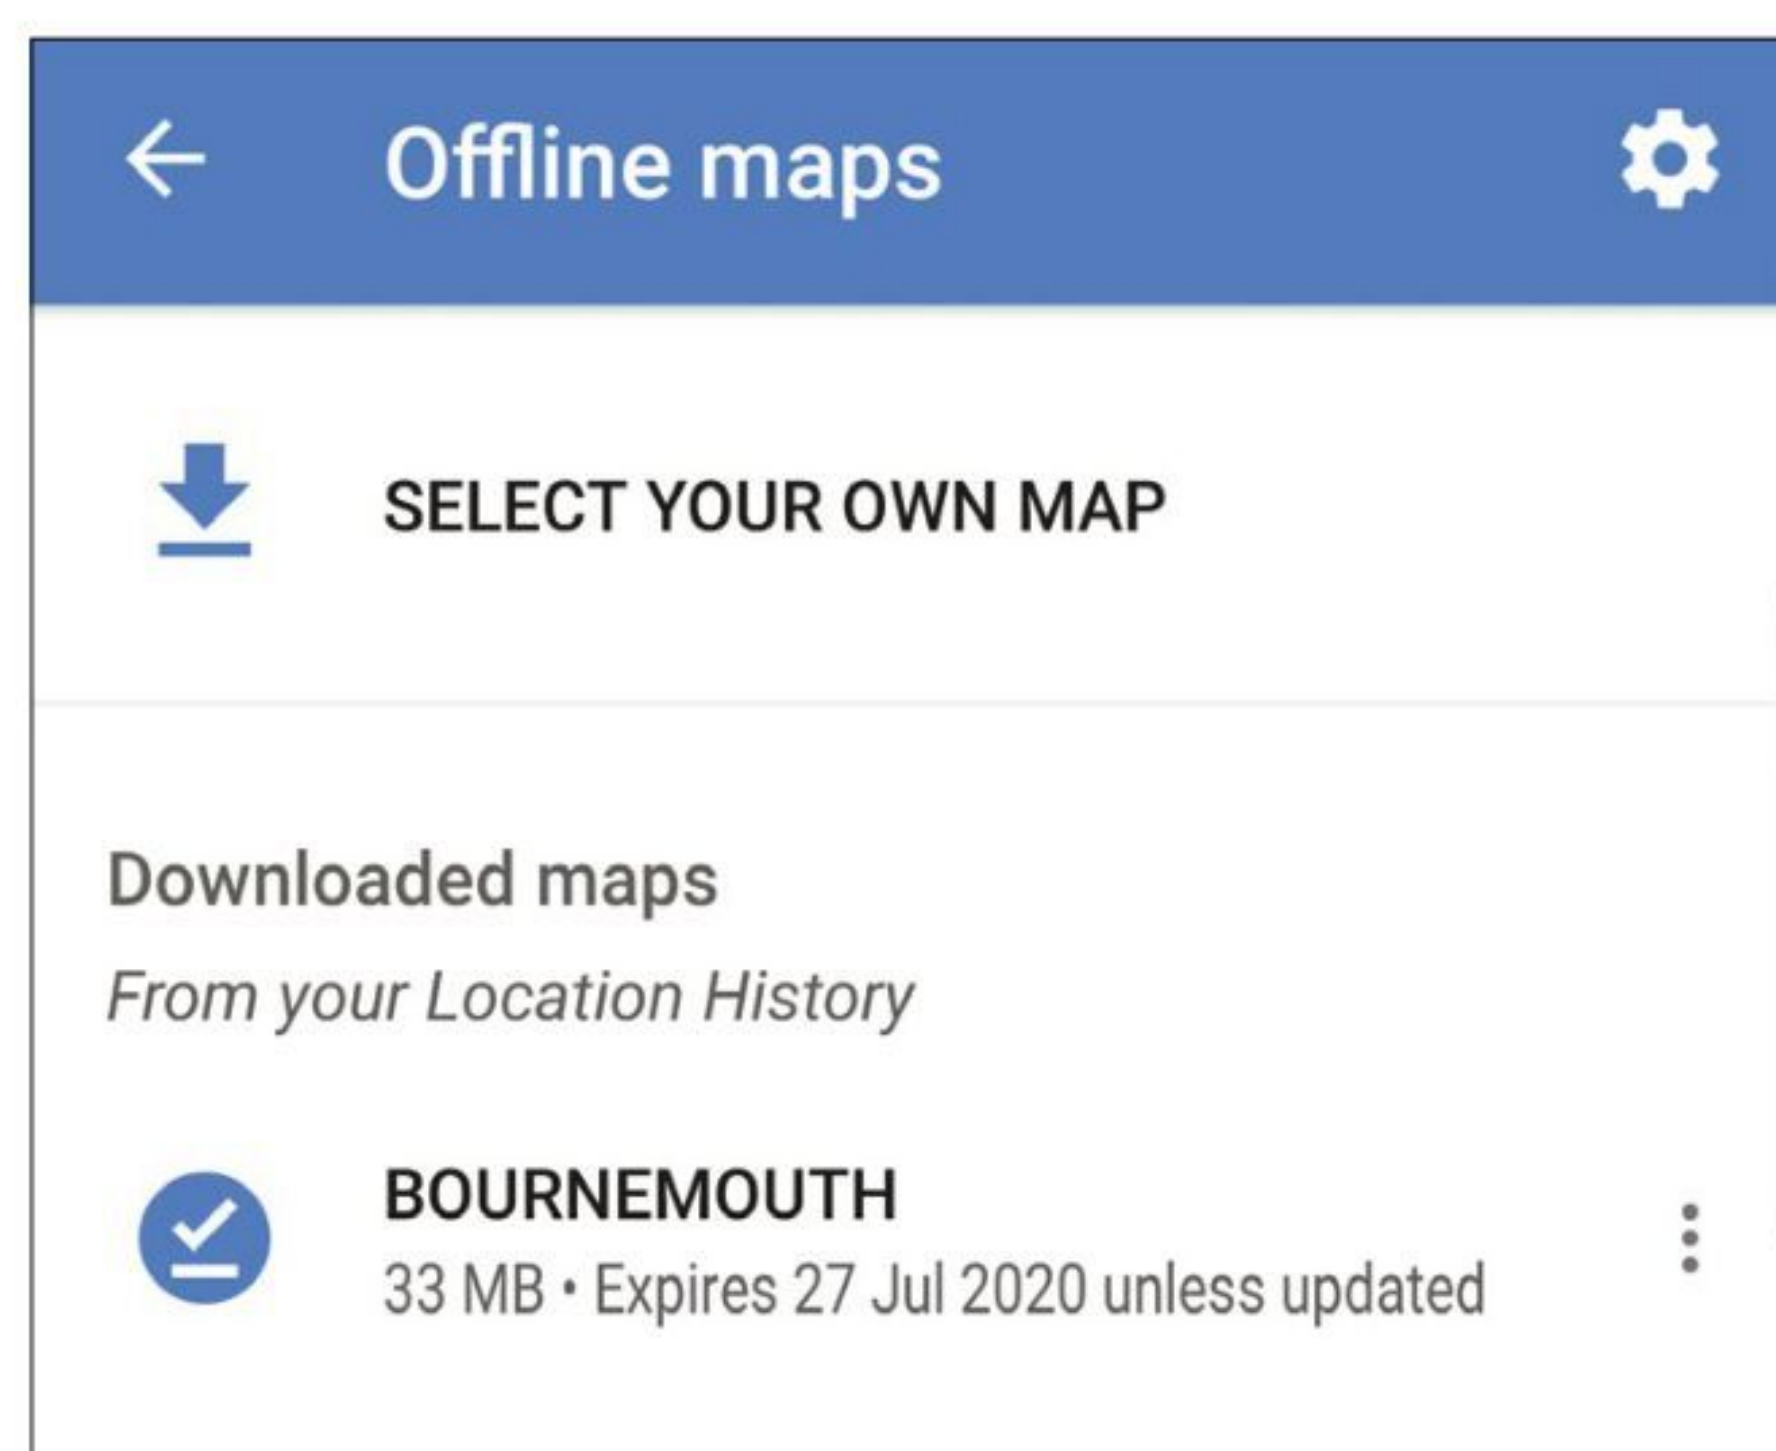 Offline maps
SELECT YOUR OWN MAP
Downloaded maps
From your Location History
BOURNEMOUTH
33 MB • Expires 27 Jul 2020 unless updated